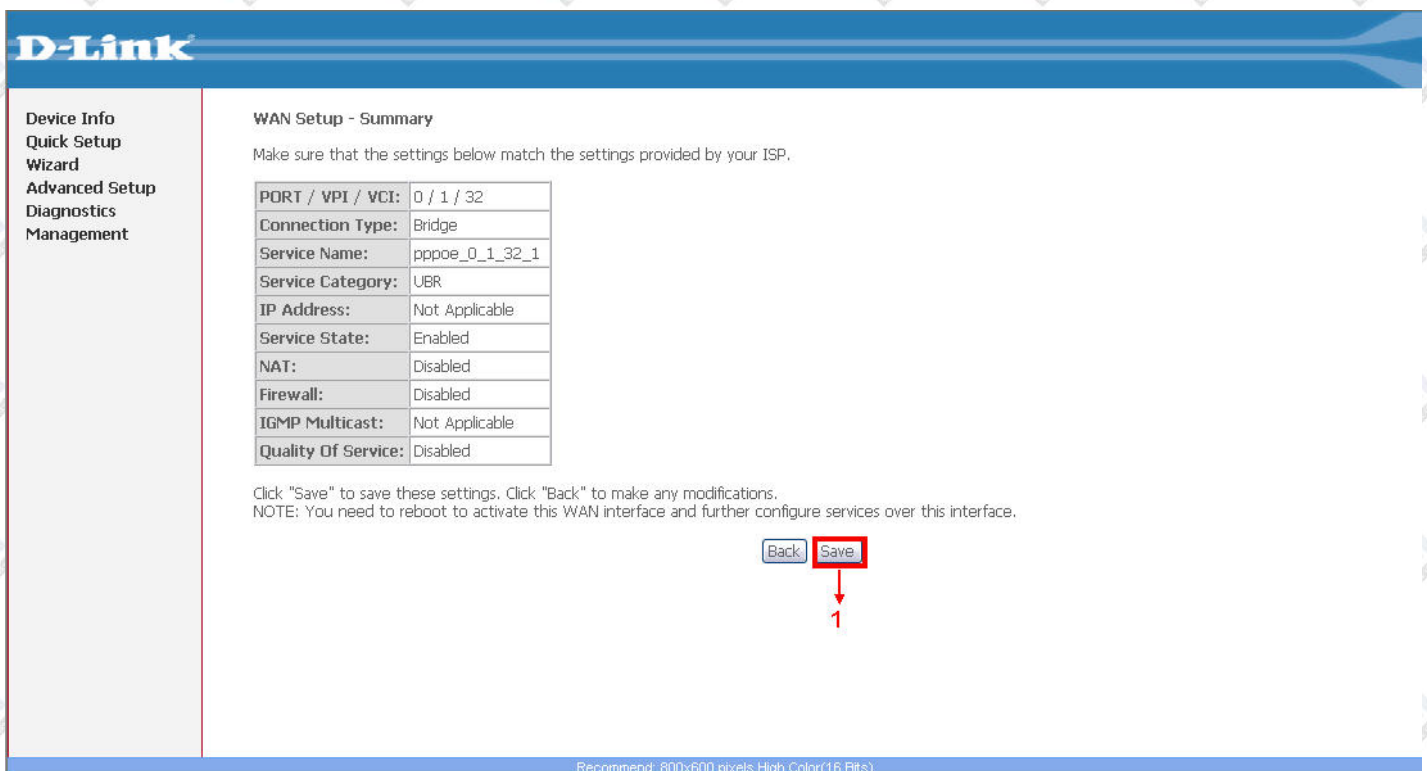 D-Link
Device Info
Quick Setup
Wizard
Advanced Setup
Diagnostics
Management
WAN Setup - Summary
Make sure that the settings below match the settings provided by your ISP.
PORT / VPI / VCI: 0 / 1 / 32
Connection Type: Bridge
Service Name: pppoe_0_1_32_1
Service Category: UBR
IP Address: Not Applicable
Service State: Enabled
NAT: Disabled
Firewall: Disabled
IGMP Multicast: Not Applicable
Quality Of Service: Disabled
Click "Save" to save these settings. Click "Back" to make any modifications.
NOTE: You need to reboot to activate this WAN interface and further configure services over this interface.
Back Save
1
Recommend: 800x600 pixels High Color(16 Bits)